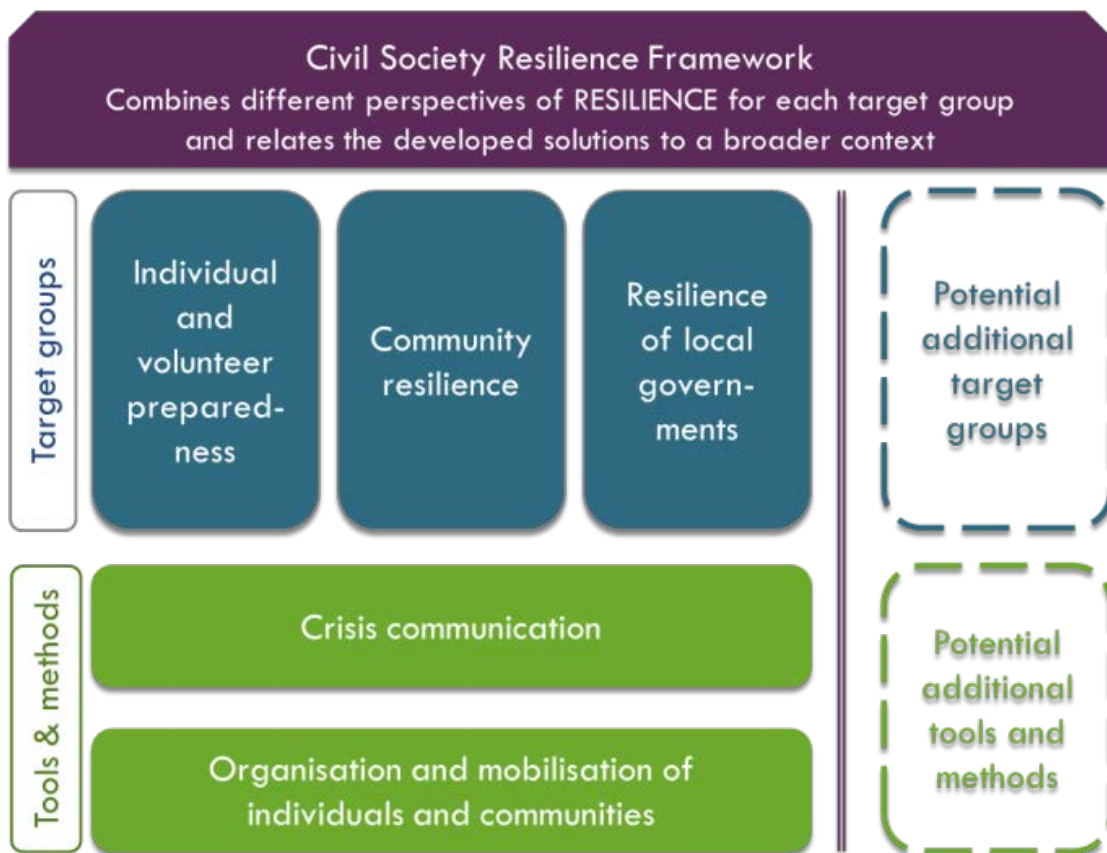 Civil Society Resilience Framework
Combines different perspectives of RESILIENCE for each target group
and relates the developed solutions to a broader context
Target groups
Individual
and
volunteer
prepared-
ness
Community
resilience
Resilience
of local
govern-
ments
Potential
additional
target
groups
Tools & methods
Crisis communication
Organisation and mobilisation of
individuals and communities
Potential
additional
tools and
methods